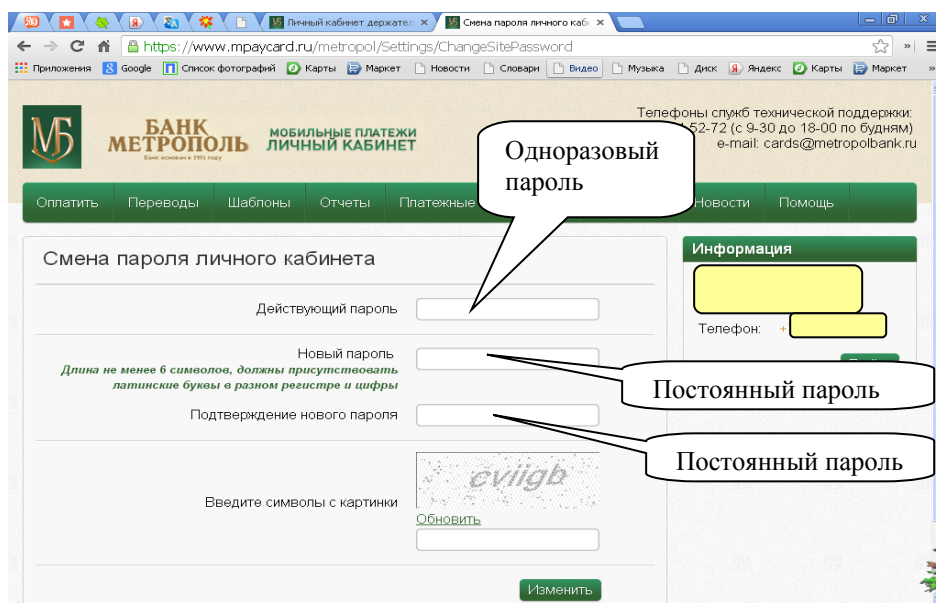 Личный кабинет держател
Смена пароля личного каб
https://www.mpaycard.ru/metropol/Settings/ChangeSitePassword
Приложения Google Список фотографий Карты Маркет Новости Словари Видео Музыка Диск Яндекс Карты Маркет
МБ
БАНК
МЕТРОПОЛЬ
Банк основан в 1991 году
МОБИЛЬНЫЕ ПЛАТЕЖИ
ЛИЧНЫЙ КАБИНЕТ
Телефоны служб технической поддержки:
52-72 (с 9-30 до 18-00 по будням)
e-mail: cards@metropolbank.ru
Одноразовый
пароль
Оплатить Переводы Шаблоны Отчеты Платежные Новости Помощь
Смена пароля личного кабинета
Действующий пароль
Новый пароль
Длина не менее 6 символов, должны присутствовать
латинские буквы в разном регистре и цифры
Подтверждение нового пароля
Введите символы с картинки
cviigb
Обновить
Изменить
Информация
Телефон: +
Постоянный пароль
Постоянный пароль